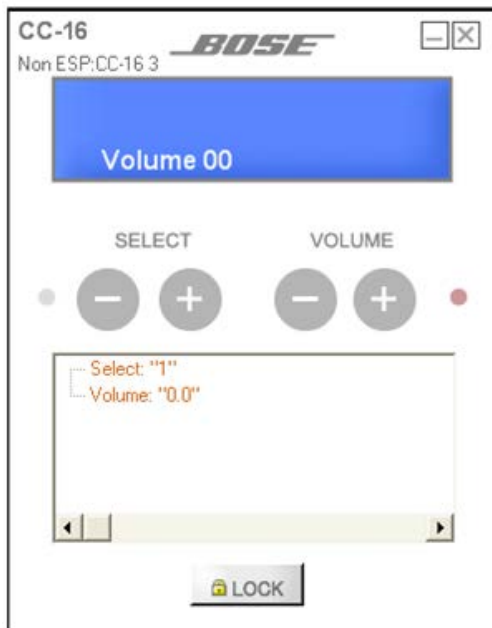 CC-16
BOSE
Non ESP:CC-16 3
Volume 00
SELECT VOLUME
Select: "1"
Volume: "0.0"
LOCK